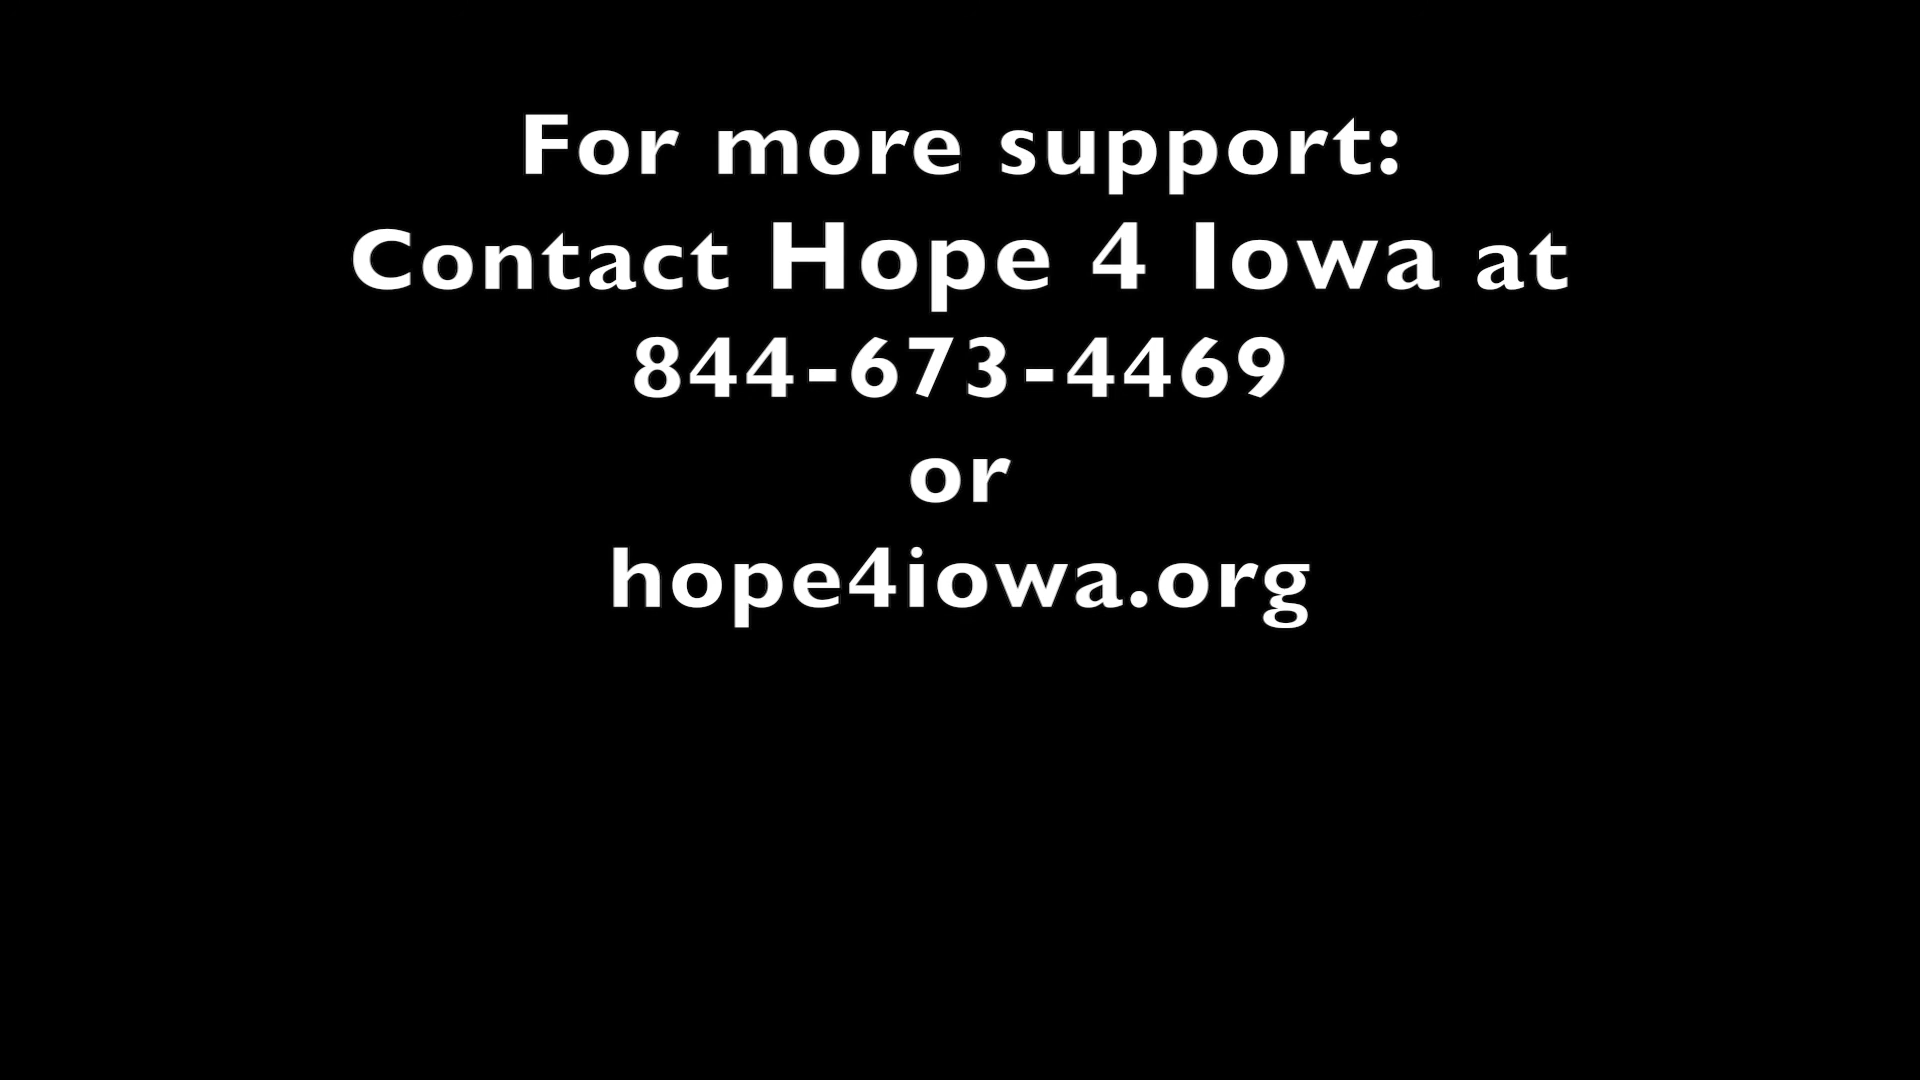 For more support:
Contact Hope 4 Iowa at
844-673-4469
or
hope4iowa.org